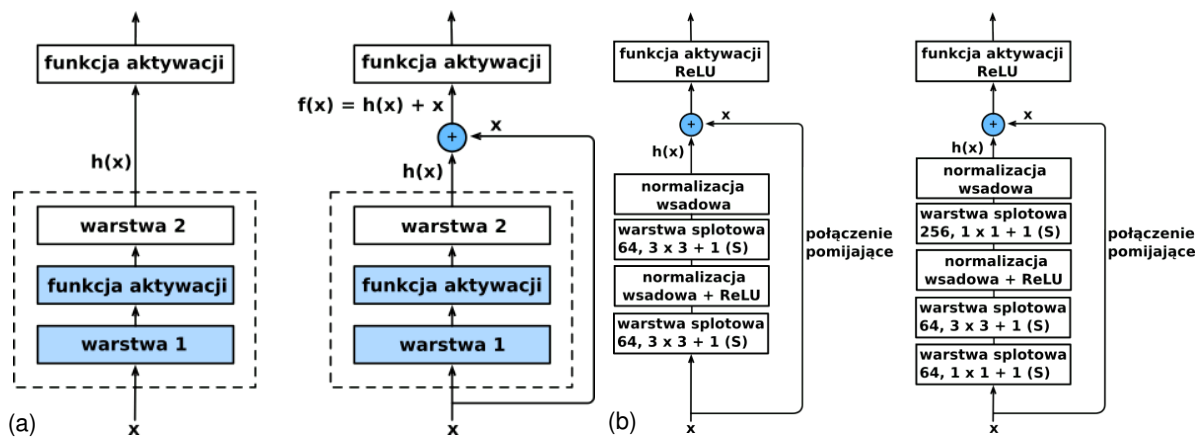 funkcja aktywacji
h(x)
warstwa 2
funkcja aktywacji
warstwa 1
x
(a)
funkcja aktywacji
f(x) = h(x) + x
x
+
h(x)
warstwa 2
funkcja aktywacji
warstwa 1
x
(b)
funkcja aktywacji
ReLU
x
+
h(x)
normalizacja
wsadowa
warstwa splotowa
64, 3 x 3 + 1 (S)
normalizacja
wsadowa + ReLU
warstwa splotowa
64, 3 x 3 + 1 (S)
połączenie
pomijające
x
funkcja aktywacji
ReLU
x
+
h(x)
normalizacja
wsadowa
warstwa splotowa
256, 1 x 1 + 1 (S)
normalizacja
wsadowa + ReLU
warstwa splotowa
64, 3 x 3 + 1 (S)
warstwa splotowa
64, 1 x 1 + 1 (S)
połączenie
pomijające
x